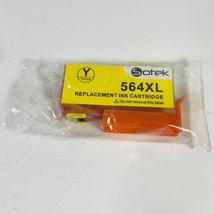 Y
Sotek
564XL
REPLACEMENT INK CARTRIDGE
⚠ Do not remove this label